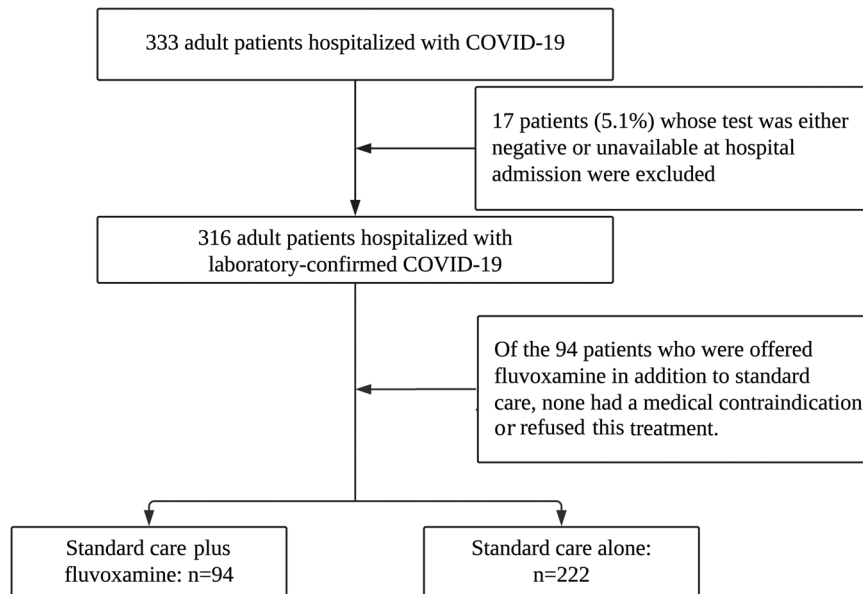 333 adult patients hospitalized with COVID-19
17 patients (5.1%) whose test was either
negative or unavailable at hospital
admission were excluded
316 adult patients hospitalized with
laboratory-confirmed COVID-19
Of the 94 patients who were offered
fluvoxamine in addition to standard
care, none had a medical contraindication
or refused this treatment.
Standard care plus
fluvoxamine: n=94
Standard care alone:
n=222